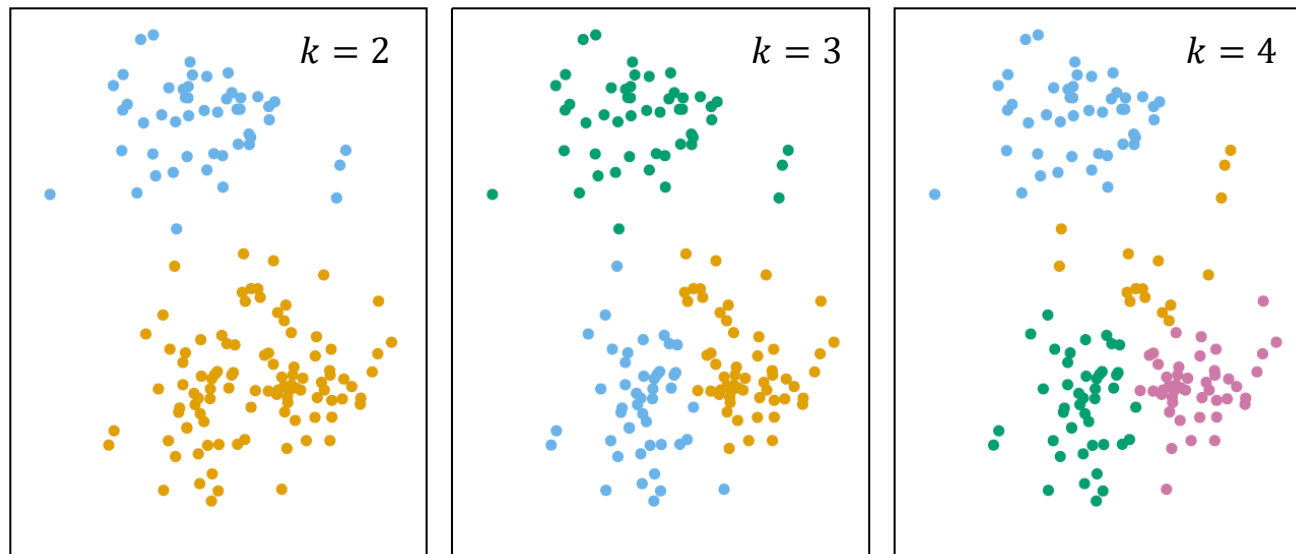 k = 2
k = 3
k = 4